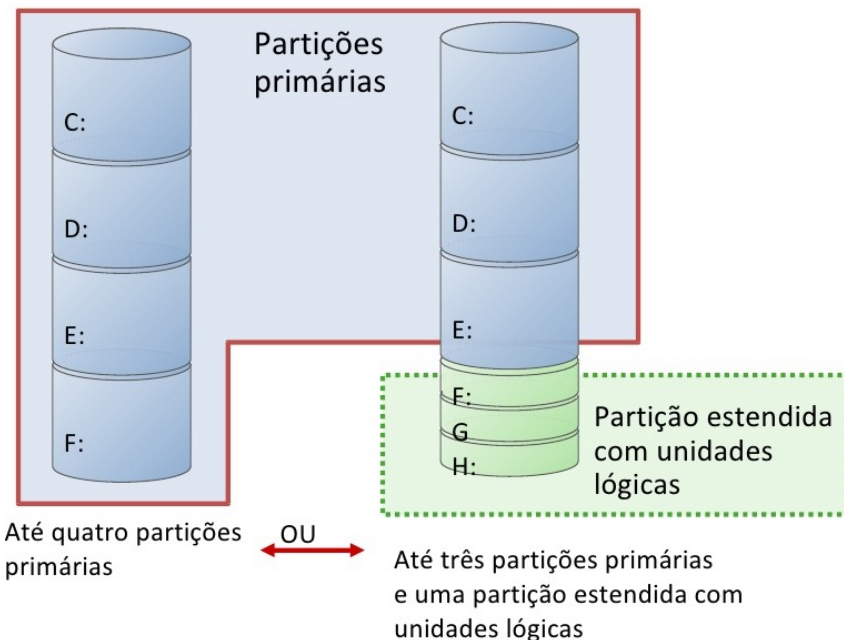 Partições
primárias
C:
D:
E:
F:
C:
D:
E:
F:
G
H:
Partição estendida
com unidades
lógicas
Até quatro partições
primárias
OU
Até três partições primárias
e uma partição estendida com
unidades lógicas